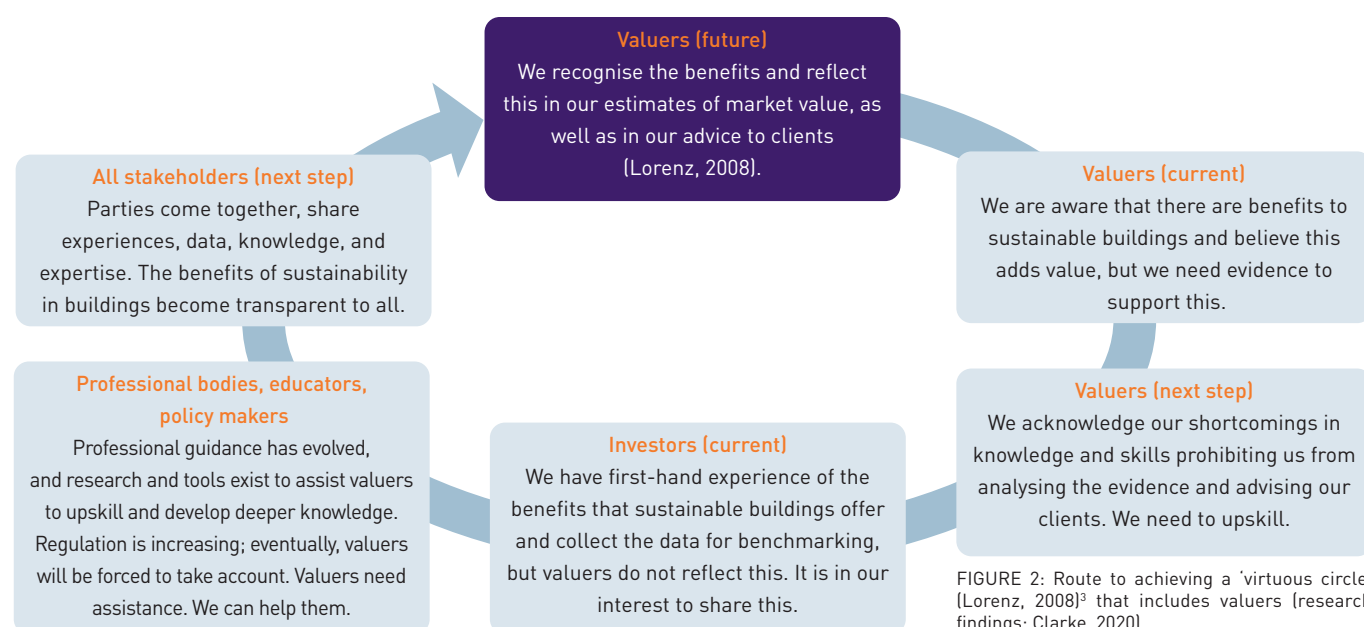 Valuers (future)
We recognise the benefits and reflect
this in our estimates of market value, as
well as in our advice to clients
(Lorenz, 2008).
Valuers (current)
We are aware that there are benefits to
sustainable buildings and believe this
adds value, but we need evidence to
support this.
Valuers (next step)
We acknowledge our shortcomings in
knowledge and skills prohibiting us from
analysing the evidence and advising our
clients. We need to upskill.
Investors (current)
We have first-hand experience of the
benefits that sustainable buildings offer
and collect the data for benchmarking,
but valuers do not reflect this. It is in our
interest to share this.
Professional bodies, educators,
policy makers
Professional guidance has evolved,
and research and tools exist to assist valuers
to upskill and develop deeper knowledge.
Regulation is increasing; eventually, valuers
will be forced to take account. Valuers need
assistance. We can help them.
All stakeholders (next step)
Parties come together, share
experiences, data, knowledge, and
expertise. The benefits of sustainability
in buildings become transparent to all.
FIGURE 2: Route to achieving a ‘virtuous circle
(Lorenz, 2008)³ that includes valuers (research
findings: Clarke, 2020)